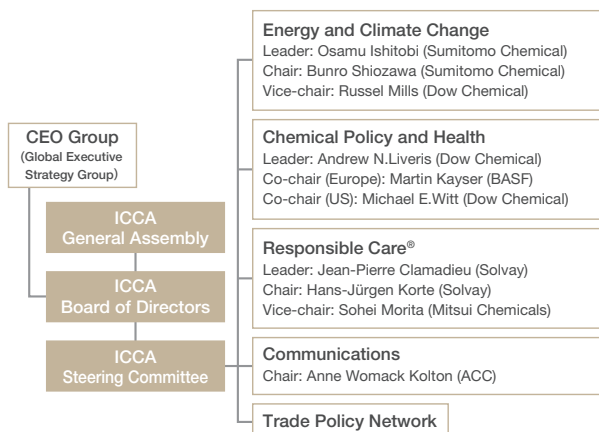 CEO Group
(Global Executive
Strategy Group)
ICCA
General Assembly
ICCA
Board of Directors
ICCA
Steering Committee
Energy and Climate Change
Leader: Osamu Ishitobi (Sumitomo Chemical)
Chair: Bunro Shiozawa (Sumitomo Chemical)
Vice-chair: Russel Mills (Dow Chemical)
Chemical Policy and Health
Leader: Andrew N.Liveris (Dow Chemical)
Co-chair (Europe): Martin Kayser (BASF)
Co-chair (US): Michael E.Witt (Dow Chemical)
Responsible Care®
Leader: Jean-Pierre Clamadieu (Solvay)
Chair: Hans-Jürgen Korte (Solvay)
Vice-chair: Sohei Morita (Mitsui Chemicals)
Communications
Chair: Anne Womack Kolton (ACC)
Trade Policy Network